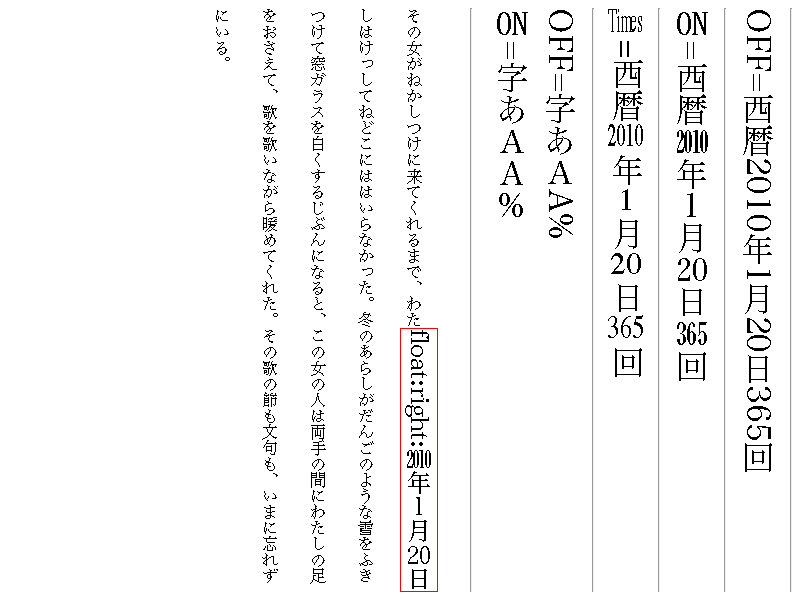 OFF=西暦2010年1月20日365回
ON=西暦2010年1月20日365回
Times=西暦2010年1月20日365回
OFF=字あAA%
ON=字あAA%
その女がねかしつけに来てくれるまで、わた
float:right:2010年1月20日
しはけっしてねどこにははいらなかった。冬のあらしがだんごのような雪をふき
つけて窓ガラスを白くするじぶんになると、この女の人は両手の間にわたしの足
をおさえて、歌を歌いながら暖めてくれた。その歌の節も文句も、いまに忘れず
にいる。